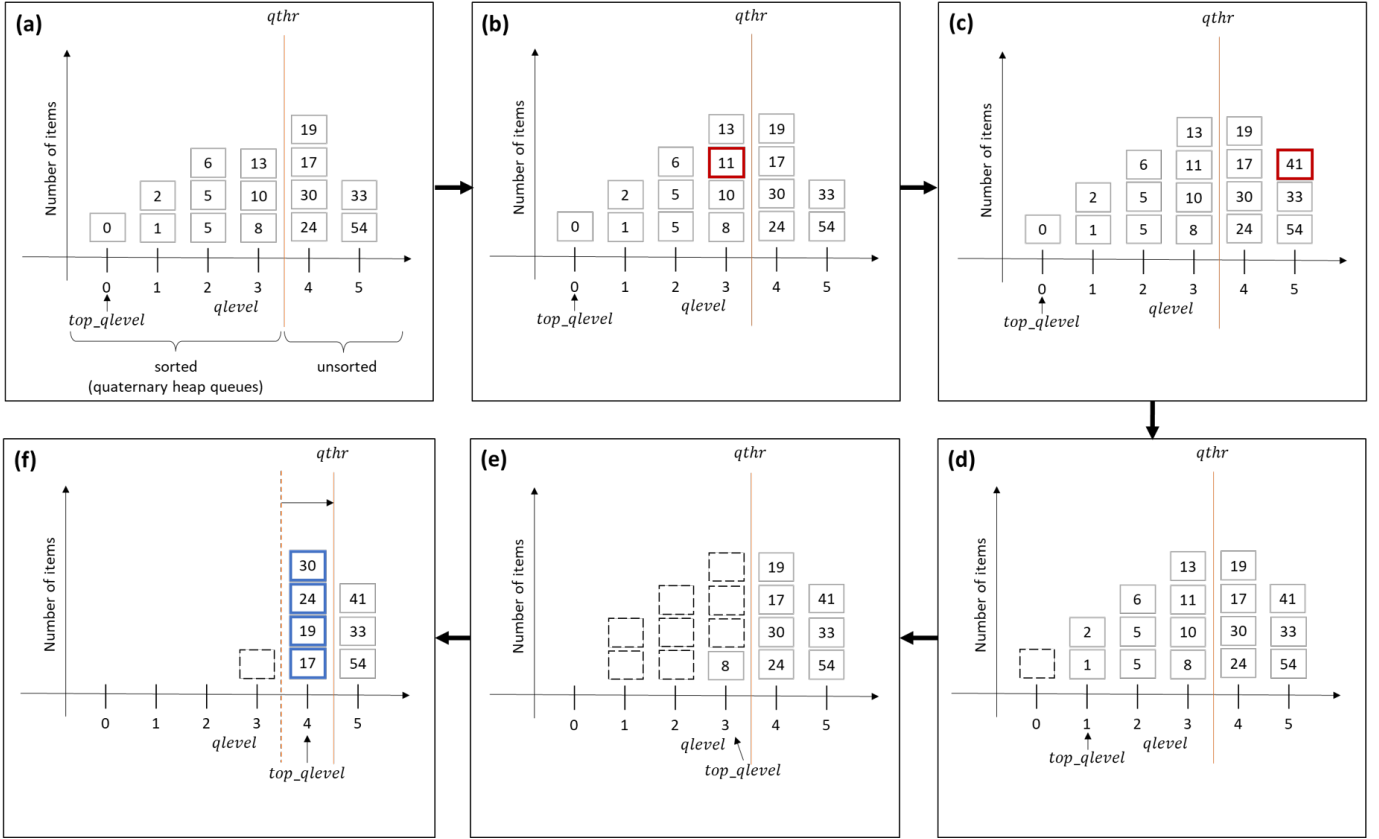 (a)
qthr
Number of items
19
6 13 17
2 5 10 30 33
0 1 5 8 24 54
0 1 2 3 4 5
qlevel
top_qlevel
sorted
(quaternary heap queues)
unsorted
(b)
qthr
Number of items
13 19
6 11 17
2 5 10 30 33
0 1 5 8 24 54
0 1 2 3 4 5
qlevel
top_qlevel
(c)
qthr
Number of items
13 19
6 11 17 41
2 5 10 30 33
0 1 5 8 24 54
0 1 2 3 4 5
qlevel
top_qlevel
(d)
qthr
Number of items
13 19
6 11 17 41
2 5 10 30 33
1 5 8 24 54
0 1 2 3 4 5
qlevel
top_qlevel
(e)
qthr
Number of items
19
17 41
30 33
8 24 54
0 1 2 3 4 5
qlevel
top_qlevel
(f)
qthr
Number of items
30
24 41
19 33
17 54
0 1 2 3 4 5
qlevel
top_qlevel